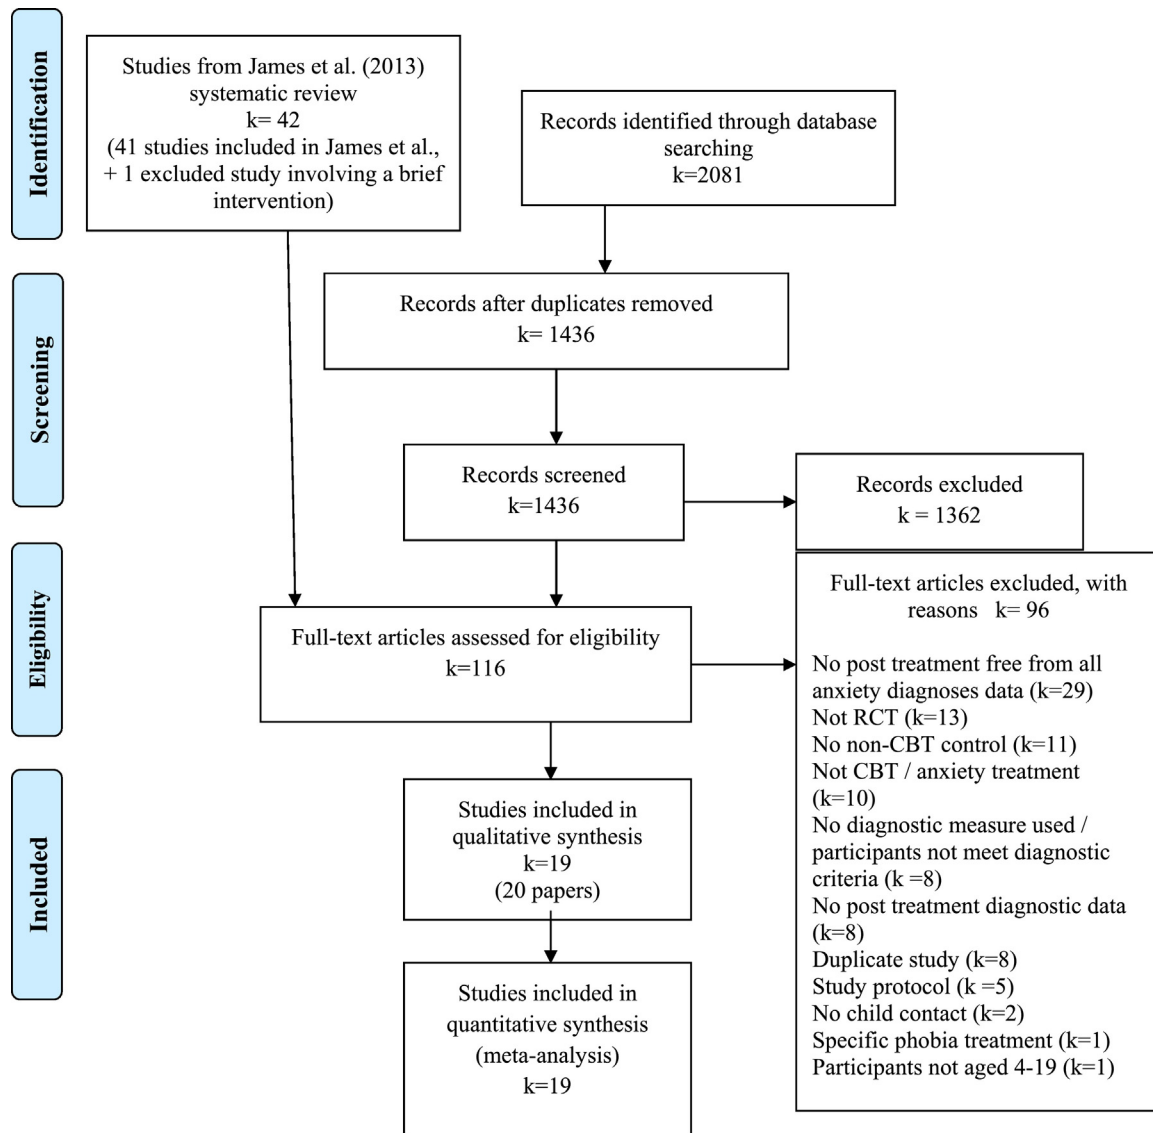 Identification
Studies from James et al. (2013)
systematic review
k= 42
(41 studies included in James et al.,
+ 1 excluded study involving a brief
intervention)
Records identified through database
searching
k=2081
Screening
Records after duplicates removed
k= 1436
Records screened
k=1436
Records excluded
k = 1362
Eligibility
Full-text articles assessed for eligibility
k=116
Full-text articles excluded, with
reasons k= 96
No post treatment free from all
anxiety diagnoses data (k=29)
Not RCT (k=13)
No non-CBT control (k=11)
Not CBT / anxiety treatment
(k=10)
No diagnostic measure used /
participants not meet diagnostic
criteria (k =8)
No post treatment diagnostic data
(k=8)
Duplicate study (k=8)
Study protocol (k =5)
No child contact (k=2)
Specific phobia treatment (k=1)
Participants not aged 4-19 (k=1)
Included
Studies included in
qualitative synthesis
k=19
(20 papers)
Studies included in
quantitative synthesis
(meta-analysis)
k=19